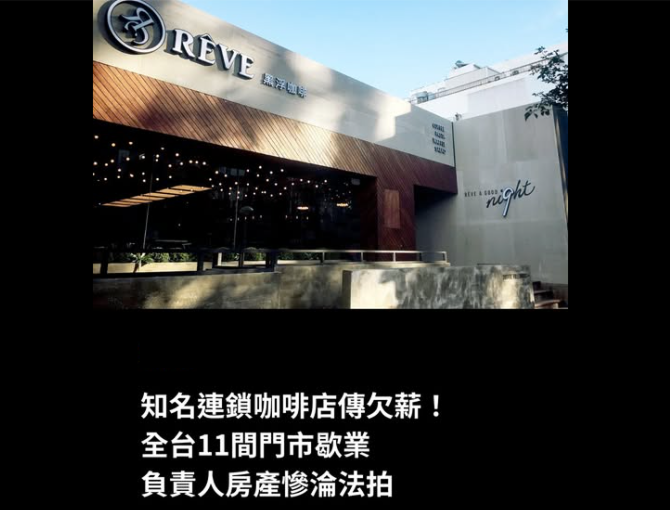 RÊVE
黑浮咖啡
RÊVE A GOOD
night
知名連鎖咖啡店傳欠薪！
全台11間門市歇業
負責人房產慘淪法拍